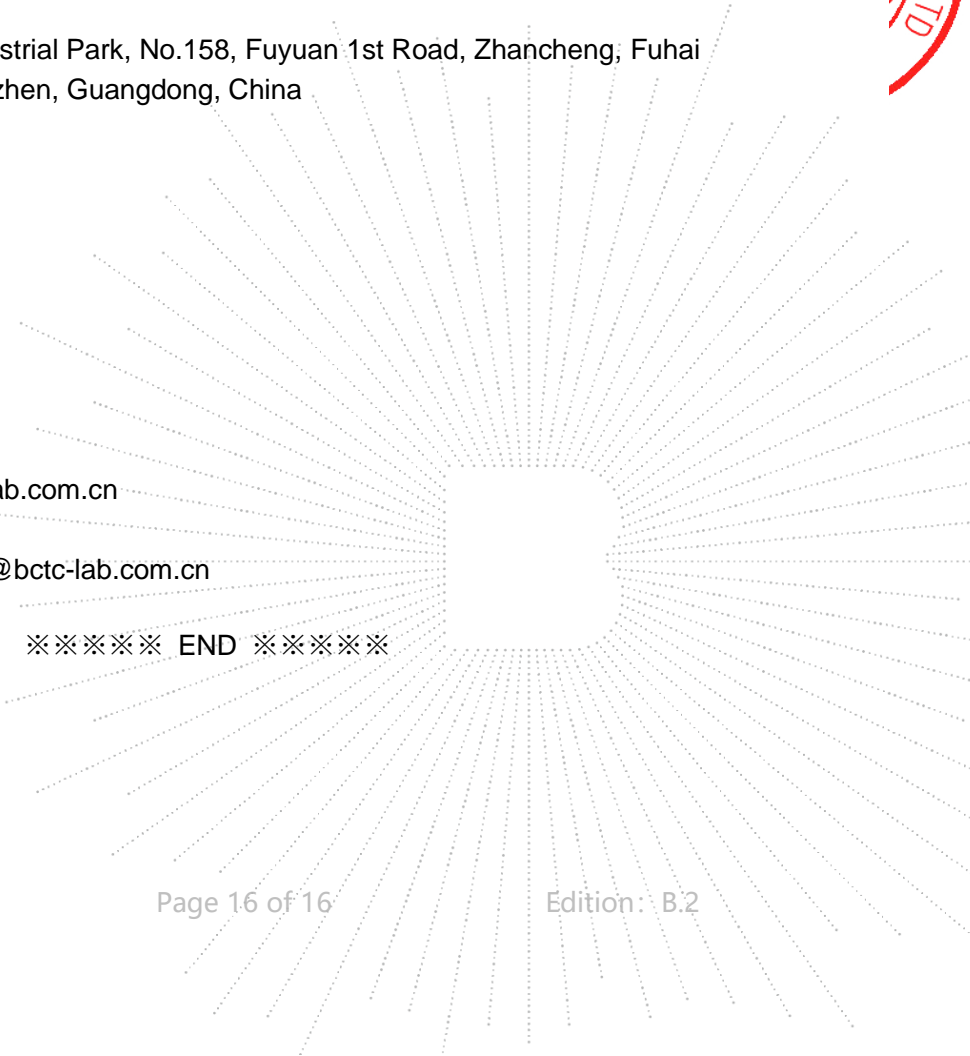 TD
strial Park, No.158, Fuyuan 1st Road, Zhancheng, Fuhai
zhen, Guangdong, China
ab.com.cn
@bctc-lab.com.cn
※※※※※ END ※※※※※
Page 16 of 16 Edition：B.2